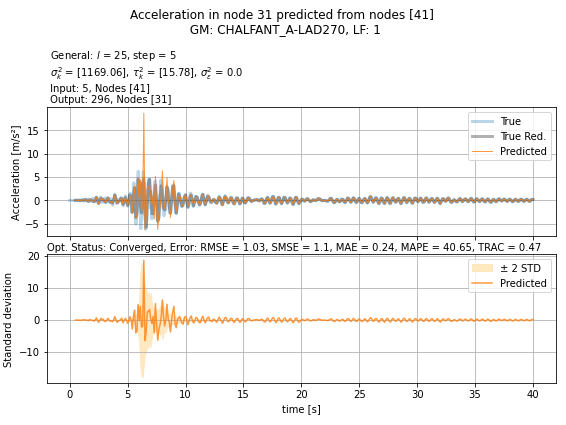 Acceleration in node 31 predicted from nodes [41]
GM: CHALFANT_A-LAD270, LF: 1
General: l = 25, step = 5
σ²ₖ = [1169.06], τ²ₖ = [15.78], σ²ε = 0.0
Input: 5, Nodes [41]
Output: 296, Nodes [31]
Acceleration [m/s²]
15
10
5
0
−5
True
True Red.
Predicted
Opt. Status: Converged, Error: RMSE = 1.03, SMSE = 1.1, MAE = 0.24, MAPE = 40.65, TRAC = 0.47
Standard deviation
20
10
0
−10
± 2 STD
Predicted
0 5 10 15 20 25 30 35 40
time [s]